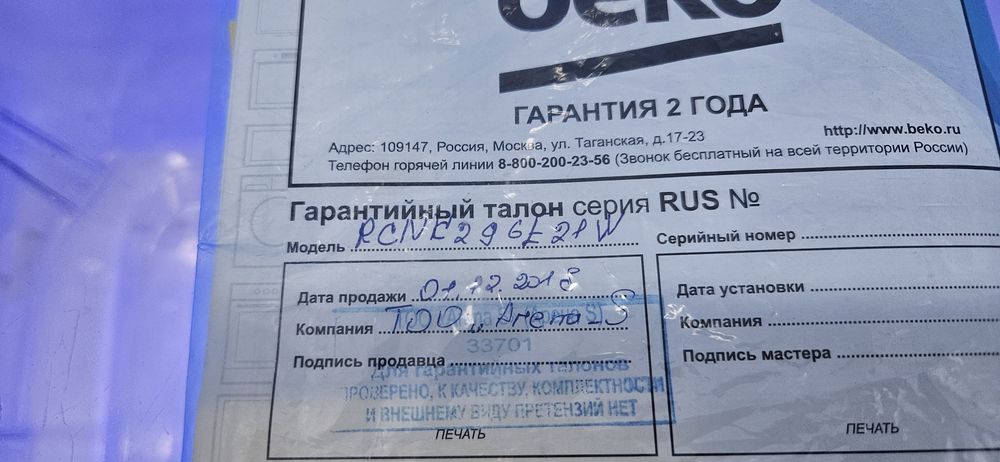 beko
ГАРАНТИЯ 2 ГОДА
http://www.beko.ru
Адрес: 109147, Россия, Москва, ул. Таганская, д.17-23
Телефон горячей линии 8-800-200-23-56 (Звонок бесплатный на всей территории России)
Гарантийный талон серия RUS №
Модель RCNK296E21W
Серийный номер
Дата продажи 01.12.2018
Компания ТОО "Арена S
33701
Подпись продавца
Для гарантийных талонов
ПРОВЕРЕНО, К КАЧЕСТВУ, КОМПЛЕКТНОСТИ
И ВНЕШНЕМУ ВИДУ ПРЕТЕНЗИЙ НЕТ
ПЕЧАТЬ
Дата установки
Компания
Подпись мастера
ПЕЧАТЬ